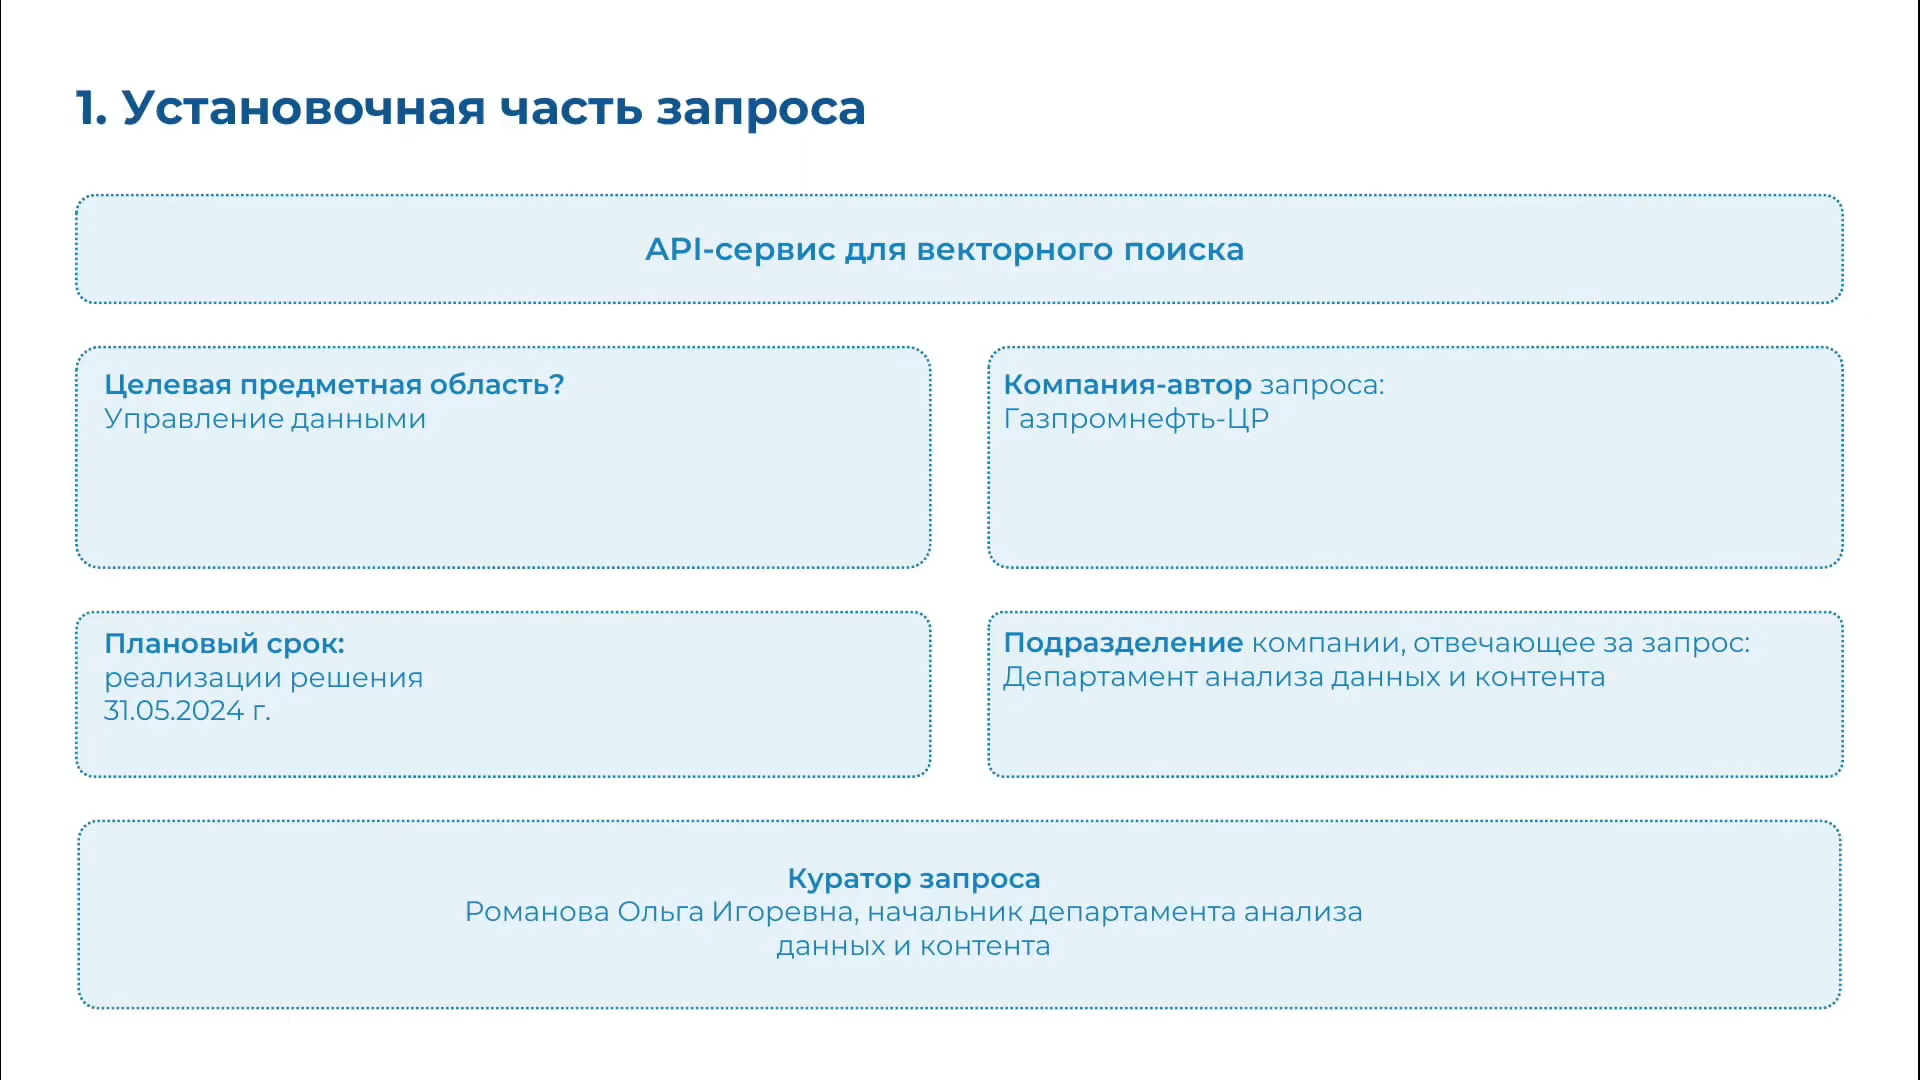 1. Установочная часть запроса
API-сервис для векторного поиска
Целевая предметная область?
Управление данными
Компания-автор запроса:
Газпромнефть-ЦР
Плановый срок:
реализации решения
31.05.2024 г.
Подразделение компании, отвечающее за запрос:
Департамент анализа данных и контента
Куратор запроса
Романова Ольга Игоревна, начальник департамента анализа
данных и контента